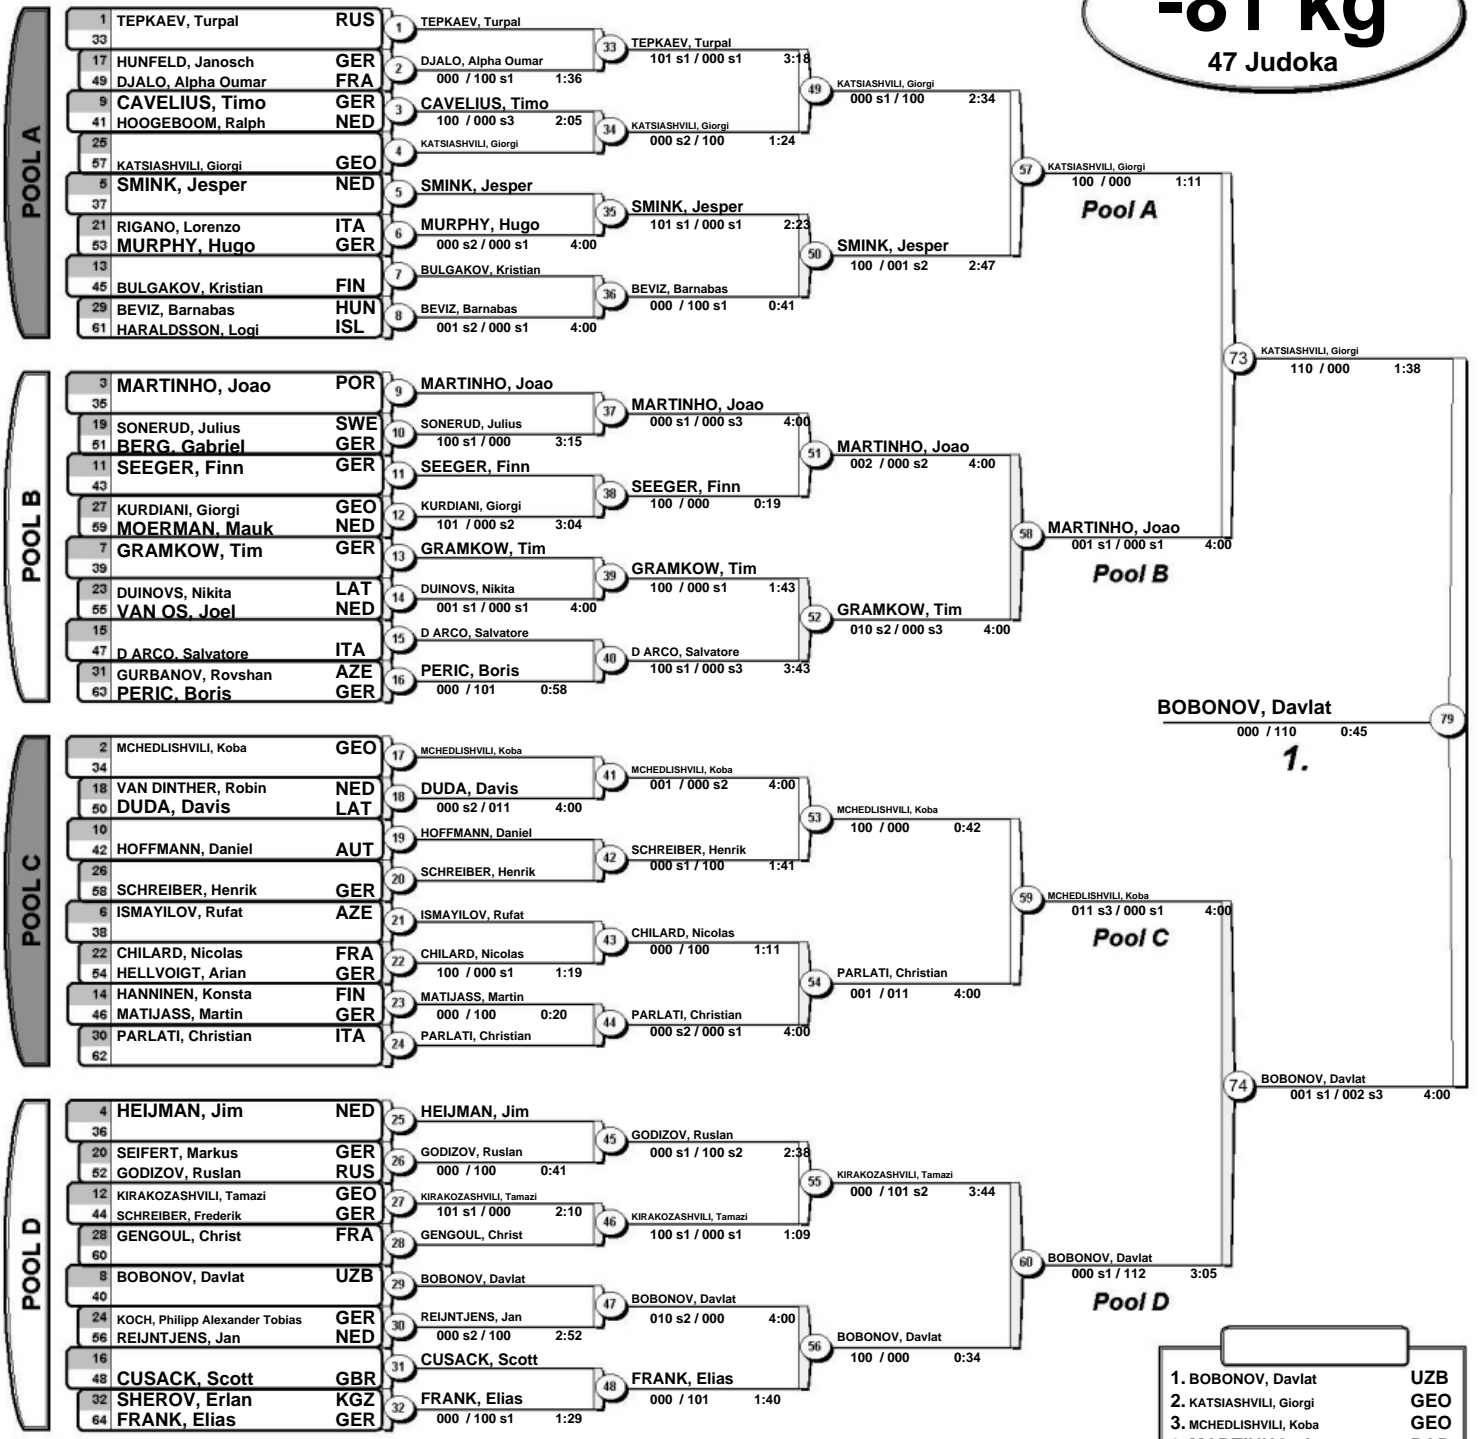 -81 kg
47 Judoka
POOL A
1 TEPKAEV, Turpal RUS
33
17 HUNFELD, Janosch GER
49 DJALO, Alpha Oumar FRA
9 CAVELIUS, Timo GER
41 HOOGEBOOM, Ralph NED
25
57 KATSIASHVILI, Giorgi GEO
5 SMINK, Jesper NED
37
21 RIGANO, Lorenzo ITA
53 MURPHY, Hugo GER
13
45 BULGAKOV, Kristian FIN
29 BEVIZ, Barnabas HUN
61 HARALDSSON, Logi ISL
1 TEPKAEV, Turpal
2 DJALO, Alpha Oumar
000 / 100 s1 1:36
3 CAVELIUS, Timo
100 / 000 s3 2:05
4 KATSIASHVILI, Giorgi
5 SMINK, Jesper
6 MURPHY, Hugo
000 s2 / 000 s1 4:00
7 BULGAKOV, Kristian
8 BEVIZ, Barnabas
001 s2 / 000 s1 4:00
33 TEPKAEV, Turpal
101 s1 / 000 s1 3:18
34 KATSIASHVILI, Giorgi
000 s2 / 100 1:24
35 SMINK, Jesper
101 s1 / 000 s1 2:23
36 BEVIZ, Barnabas
000 / 100 s1 0:41
49 KATSIASHVILI, Giorgi
000 s1 / 100 2:34
50 SMINK, Jesper
100 / 001 s2 2:47
57 KATSIASHVILI, Giorgi
100 / 000 1:11
Pool A
POOL B
3 MARTINHO, Joao POR
35
19 SONERUD, Julius SWE
51 BERG, Gabriel GER
11 SEEGER, Finn GER
43
27 KURDIANI, Giorgi GEO
59 MOERMAN, Mauk NED
7 GRAMKOW, Tim GER
39
23 DUINOVS, Nikita LAT
55 VAN OS, Joel NED
15
47 D ARCO, Salvatore ITA
31 GURBANOV, Rovshan AZE
63 PERIC, Boris GER
9 MARTINHO, Joao
10 SONERUD, Julius
100 s1 / 000 3:15
11 SEEGER, Finn
12 KURDIANI, Giorgi
101 / 000 s2 3:04
13 GRAMKOW, Tim
14 DUINOVS, Nikita
001 s1 / 000 s1 4:00
15 D ARCO, Salvatore
16 PERIC, Boris
000 / 101 0:58
37 MARTINHO, Joao
000 s1 / 000 s3 4:00
38 SEEGER, Finn
100 / 000 0:19
39 GRAMKOW, Tim
100 / 000 s1 1:43
40 D ARCO, Salvatore
100 s1 / 000 s3 3:43
51 MARTINHO, Joao
002 / 000 s2 4:00
52 GRAMKOW, Tim
010 s2 / 000 s3 4:00
58 MARTINHO, Joao
001 s1 / 000 s1 4:00
Pool B
73 KATSIASHVILI, Giorgi
110 / 000 1:38
BOBONOV, Davlat 79
000 / 110 0:45
1.
POOL C
2 MCHEDLISHVILI, Koba GEO
34
18 VAN DINTHER, Robin NED
50 DUDA, Davis LAT
10
42 HOFFMANN, Daniel AUT
26
58 SCHREIBER, Henrik GER
6 ISMAYILOV, Rufat AZE
38
22 CHILARD, Nicolas FRA
54 HELLVOIGT, Arian GER
14 HANNINEN, Konsta FIN
46 MATIJASS, Martin GER
30 PARLATI, Christian ITA
62
17 MCHEDLISHVILI, Koba
18 DUDA, Davis
000 s2 / 011 4:00
19 HOFFMANN, Daniel
20 SCHREIBER, Henrik
21 ISMAYILOV, Rufat
22 CHILARD, Nicolas
100 / 000 s1 1:19
23 MATIJASS, Martin
000 / 100 0:20
24 PARLATI, Christian
41 MCHEDLISHVILI, Koba
001 / 000 s2 4:00
42 SCHREIBER, Henrik
000 s1 / 100 1:41
43 CHILARD, Nicolas
000 / 100 1:11
44 PARLATI, Christian
000 s2 / 000 s1 4:00
53 MCHEDLISHVILI, Koba
100 / 000 0:42
54 PARLATI, Christian
001 / 011 4:00
59 MCHEDLISHVILI, Koba
011 s3 / 000 s1 4:00
Pool C
POOL D
4 HEIJMAN, Jim NED
36
20 SEIFERT, Markus GER
52 GODIZOV, Ruslan RUS
12 KIRAKOZASHVILI, Tamazi GEO
44 SCHREIBER, Frederik GER
28 GENGOUL, Christ FRA
60
8 BOBONOV, Davlat UZB
40
24 KOCH, Philipp Alexander Tobias GER
56 REIJNTJENS, Jan NED
16
48 CUSACK, Scott GBR
32 SHEROV, Erlan KGZ
64 FRANK, Elias GER
25 HEIJMAN, Jim
26 GODIZOV, Ruslan
000 / 100 0:41
27 KIRAKOZASHVILI, Tamazi
101 s1 / 000 2:10
28 GENGOUL, Christ
29 BOBONOV, Davlat
30 REIJNTJENS, Jan
000 s2 / 100 2:52
31 CUSACK, Scott
32 FRANK, Elias
000 / 100 s1 1:29
45 GODIZOV, Ruslan
000 s1 / 100 s2 2:38
46 KIRAKOZASHVILI, Tamazi
100 s1 / 000 s1 1:09
47 BOBONOV, Davlat
010 s2 / 000 4:00
48 FRANK, Elias
000 / 101 1:40
55 KIRAKOZASHVILI, Tamazi
000 / 101 s2 3:44
56 BOBONOV, Davlat
100 / 000 0:34
60 BOBONOV, Davlat
000 s1 / 112 3:05
Pool D
74 BOBONOV, Davlat
001 s1 / 002 s3 4:00
1. BOBONOV, Davlat UZB
2. KATSIASHVILI, Giorgi GEO
3. MCHEDLISHVILI, Koba GEO